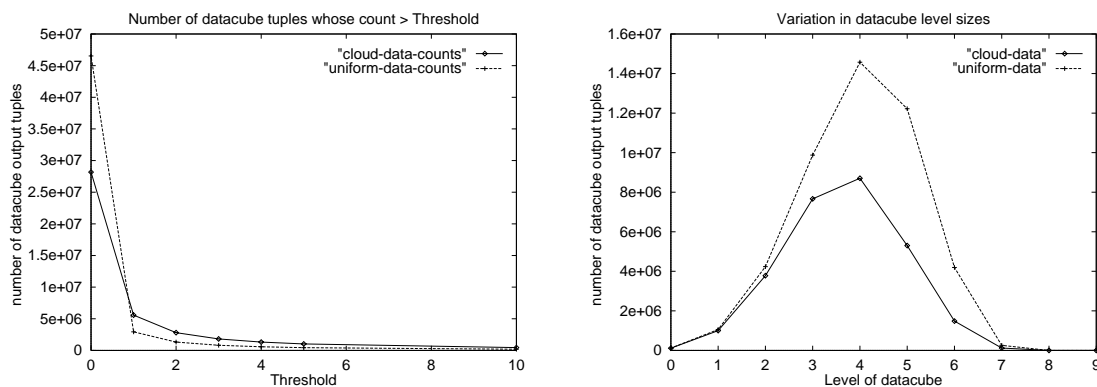 Number of datacube tuples whose count > Threshold
number of datacube output tuples
5e+07
4.5e+07
4e+07
3.5e+07
3e+07
2.5e+07
2e+07
1.5e+07
1e+07
5e+06
0
"cloud-data-counts"
"uniform-data-counts"
0 2 4 6 8 10
Threshold
Variation in datacube level sizes
number of datacube output tuples
1.6e+07
1.4e+07
1.2e+07
1e+07
8e+06
6e+06
4e+06
2e+06
0
"cloud-data"
"uniform-data"
0 1 2 3 4 5 6 7 8 9
Level of datacube